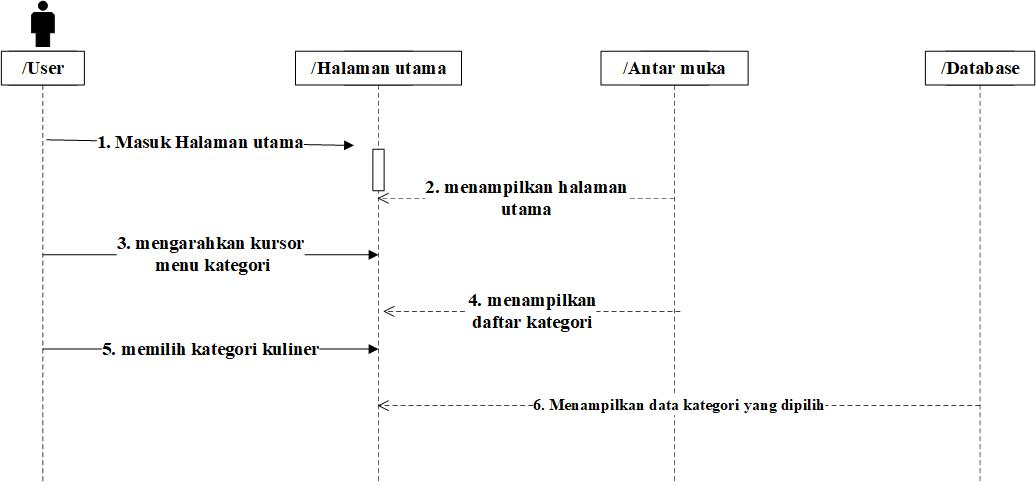 /User
/Halaman utama
/Antar muka
/Database
1. Masuk Halaman utama
2. menampilkan halaman
utama
3. mengarahkan kursor
menu kategori
4. menampilkan
daftar kategori
5. memilih kategori kuliner
6. Menampilkan data kategori yang dipilih